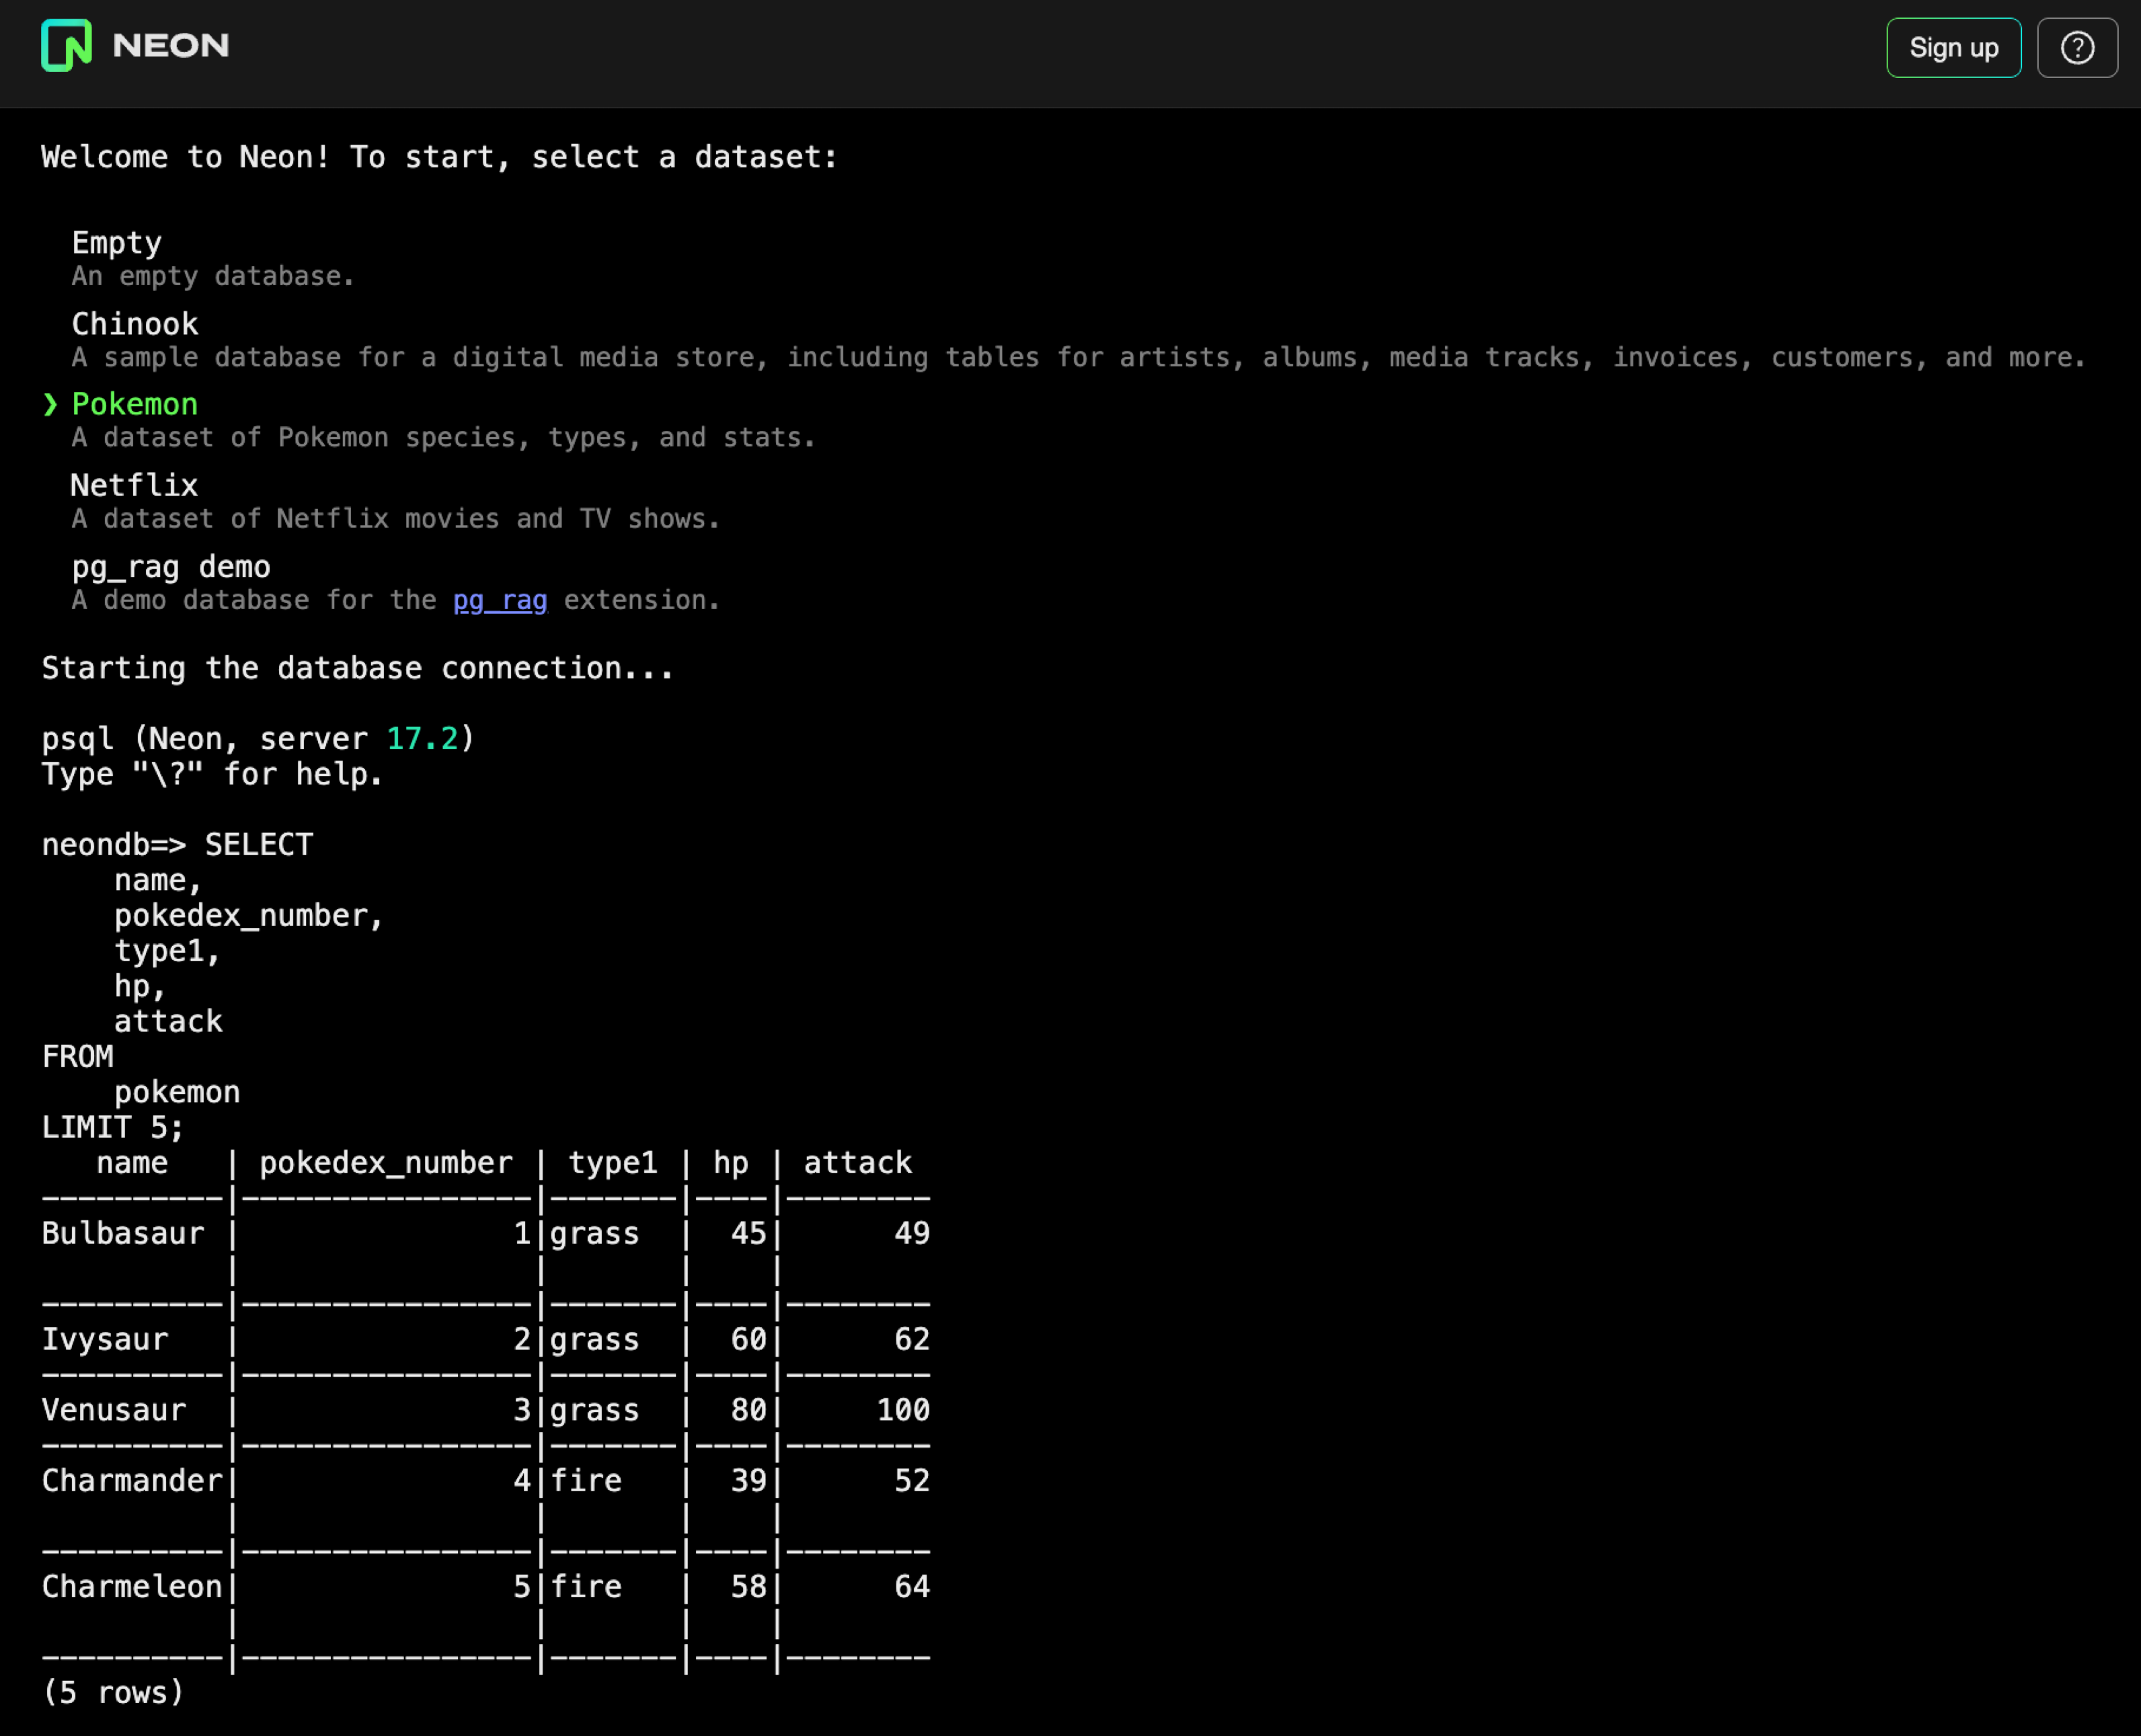 NEON
Sign up
?
Welcome to Neon! To start, select a dataset:
Empty
An empty database.
Chinook
A sample database for a digital media store, including tables for artists, albums, media tracks, invoices, customers, and more.
❯ Pokemon
A dataset of Pokemon species, types, and stats.
Netflix
A dataset of Netflix movies and TV shows.
pg_rag demo
A demo database for the pg_rag extension.
Starting the database connection...
psql (Neon, server 17.2)
Type "\?" for help.
neondb=> SELECT
    name,
    pokedex_number,
    type1,
    hp,
    attack
FROM
    pokemon
LIMIT 5;
   name   | pokedex_number | type1 | hp | attack
----------|----------------|-------|----|--------
Bulbasaur |               1|grass  |  45|      49
          |                |       |    |
----------|----------------|-------|----|--------
Ivysaur   |               2|grass  |  60|      62
----------|----------------|-------|----|--------
Venusaur  |               3|grass  |  80|     100
----------|----------------|-------|----|--------
Charmander|               4|fire   |  39|      52
          |                |       |    |
----------|----------------|-------|----|--------
Charmeleon|               5|fire   |  58|      64
          |                |       |    |
----------|----------------|-------|----|--------
(5 rows)